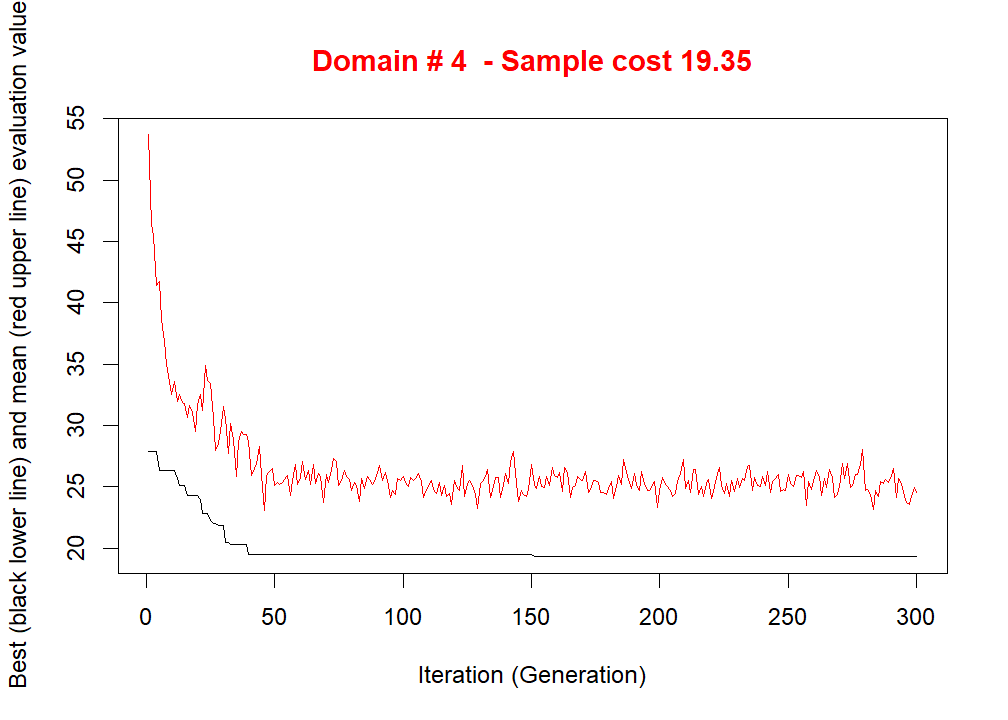 Domain # 4  - Sample cost 19.35
Best (black lower line) and mean (red upper line) evaluation value
55
50
45
40
35
30
25
20
0 50 100 150 200 250 300
Iteration (Generation)